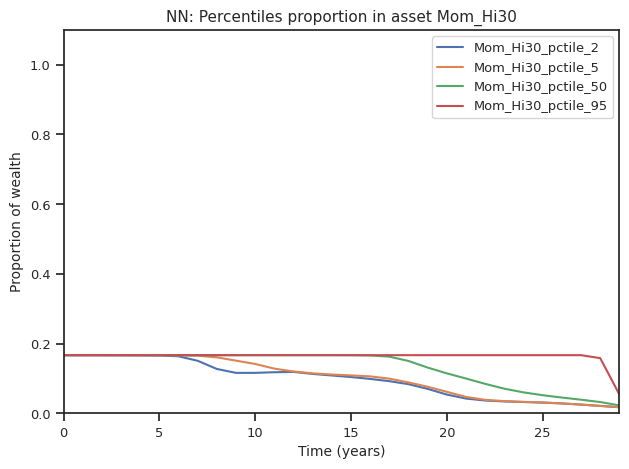 NN: Percentiles proportion in asset Mom_Hi30
Mom_Hi30_pctile_2
Mom_Hi30_pctile_5
Mom_Hi30_pctile_50
Mom_Hi30_pctile_95
Proportion of wealth
1.0
0.8
0.6
0.4
0.2
0.0
0 5 10 15 20 25
Time (years)